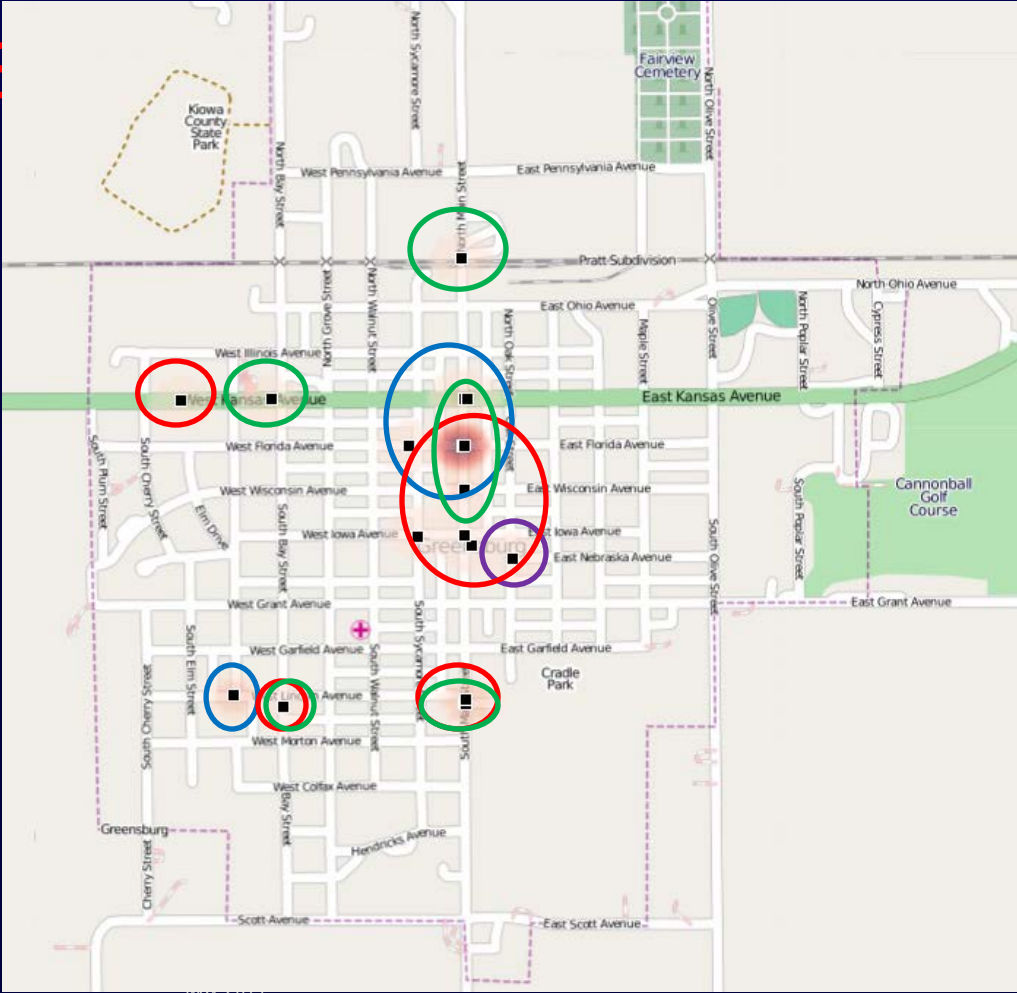 Fairview
Cemetery
North Sycamore Street
North Olive Street
Kiowa
County
State
Park
North Bay Street
West Pennsylvania Avenue
East Pennsylvania Avenue
North Main Street
Pratt Subdivision
North Ohio Avenue
North Grove Street
North Walnut Street
East Ohio Avenue
North Oak Street
Maple Street
Olive Street
North Poplar Street
Cypress Street
West Illinois Avenue
West Kansas Avenue
East Kansas Avenue
South Plum Street
South Cherry Street
West Florida Avenue
East Florida Avenue
West Wisconsin Avenue
East Wisconsin Avenue
Cannonball
Golf
Course
South Poplar Street
Elm Drive
South Bay Street
West Iowa Avenue
East Iowa Avenue
Greensburg
East Nebraska Avenue
South Olive Street
West Grant Avenue
East Grant Avenue
South Elm Street
West Garfield Avenue
South Walnut Street
East Garfield Avenue
Cradle
Park
South Cherry Street
West Lincoln Avenue
West Morton Avenue
West Colfax Avenue
Bay Street
Greensburg
Hendricks Avenue
Cherry Street
Scott Avenue
East Scott Avenue